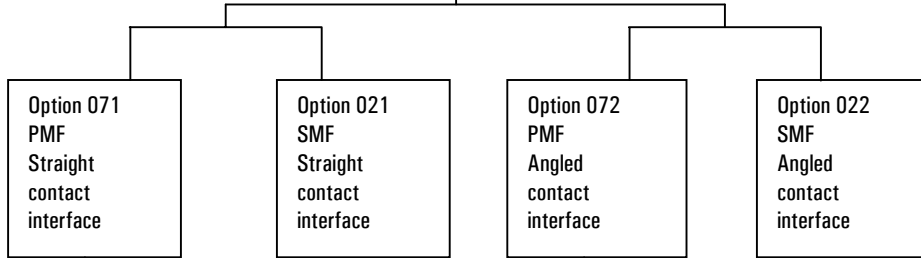 Option 071
PMF
Straight
contact
interface
Option 021
SMF
Straight
contact
interface
Option 072
PMF
Angled
contact
interface
Option 022
SMF
Angled
contact
interface